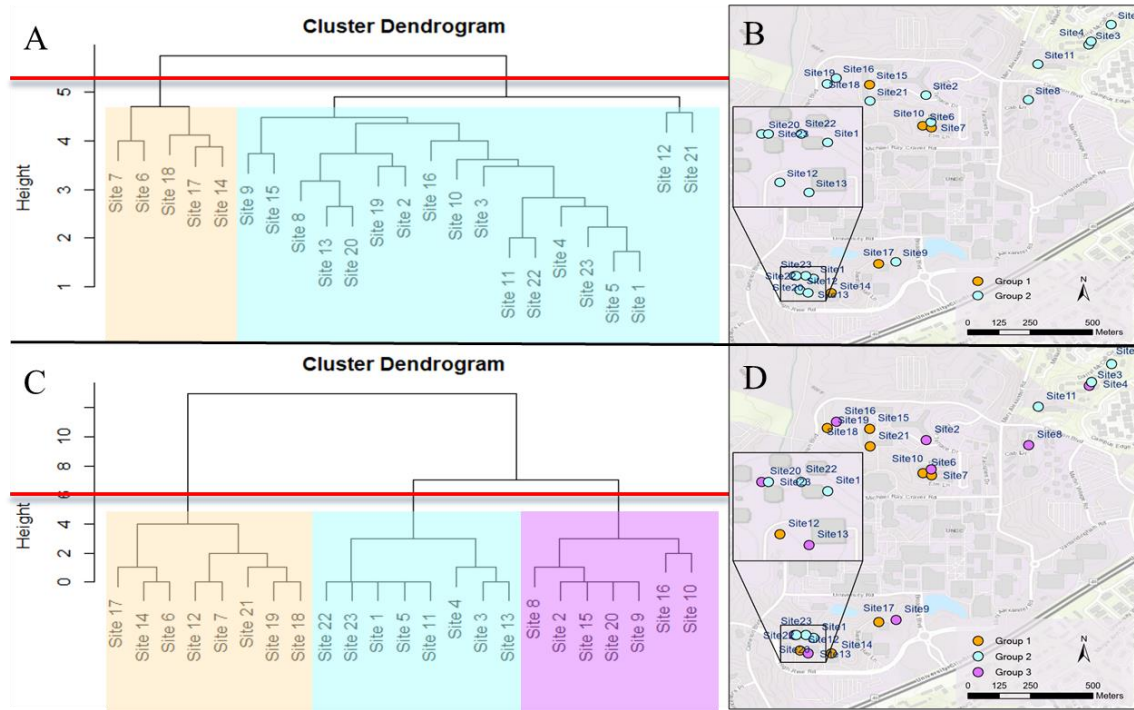 A
Cluster Dendrogram
Height
5
4
3
2
1
Site 7
Site 6
Site 18
Site 17
Site 14
Site 9
Site 15
Site 8
Site 13
Site 20
Site 19
Site 2
Site 16
Site 10
Site 3
Site 11
Site 22
Site 4
Site 23
Site 5
Site 1
Site 12
Site 21
B
Site
Site4
Site3
Site11
Site19
Site16
Site15
Site18
Site21
Site2
Site8
Site10
Site6
Site7
Site20
Site22
Site23
Site1
Site12
Site13
Site17
Site9
Site23
Site22
Site1
Site12
Site20
Site14
Site13
Group 1
Group 2
N
0 125 250 500
Meters
C
Cluster Dendrogram
Height
10
8
6
4
2
0
Site 17
Site 14
Site 6
Site 12
Site 7
Site 21
Site 19
Site 18
Site 22
Site 23
Site 1
Site 5
Site 11
Site 4
Site 3
Site 13
Site 8
Site 2
Site 15
Site 20
Site 9
Site 16
Site 10
D
Site
Site3
Site4
Site11
Site16
Site19
Site15
Site18
Site21
Site2
Site8
Site10
Site6
Site7
Site20
Site22
Site23
Site1
Site12
Site13
Site17
Site9
Site23
Site1
Site12
Site14
Site13
Group 1
Group 2
Group 3
N
0 125 250 500
Meters